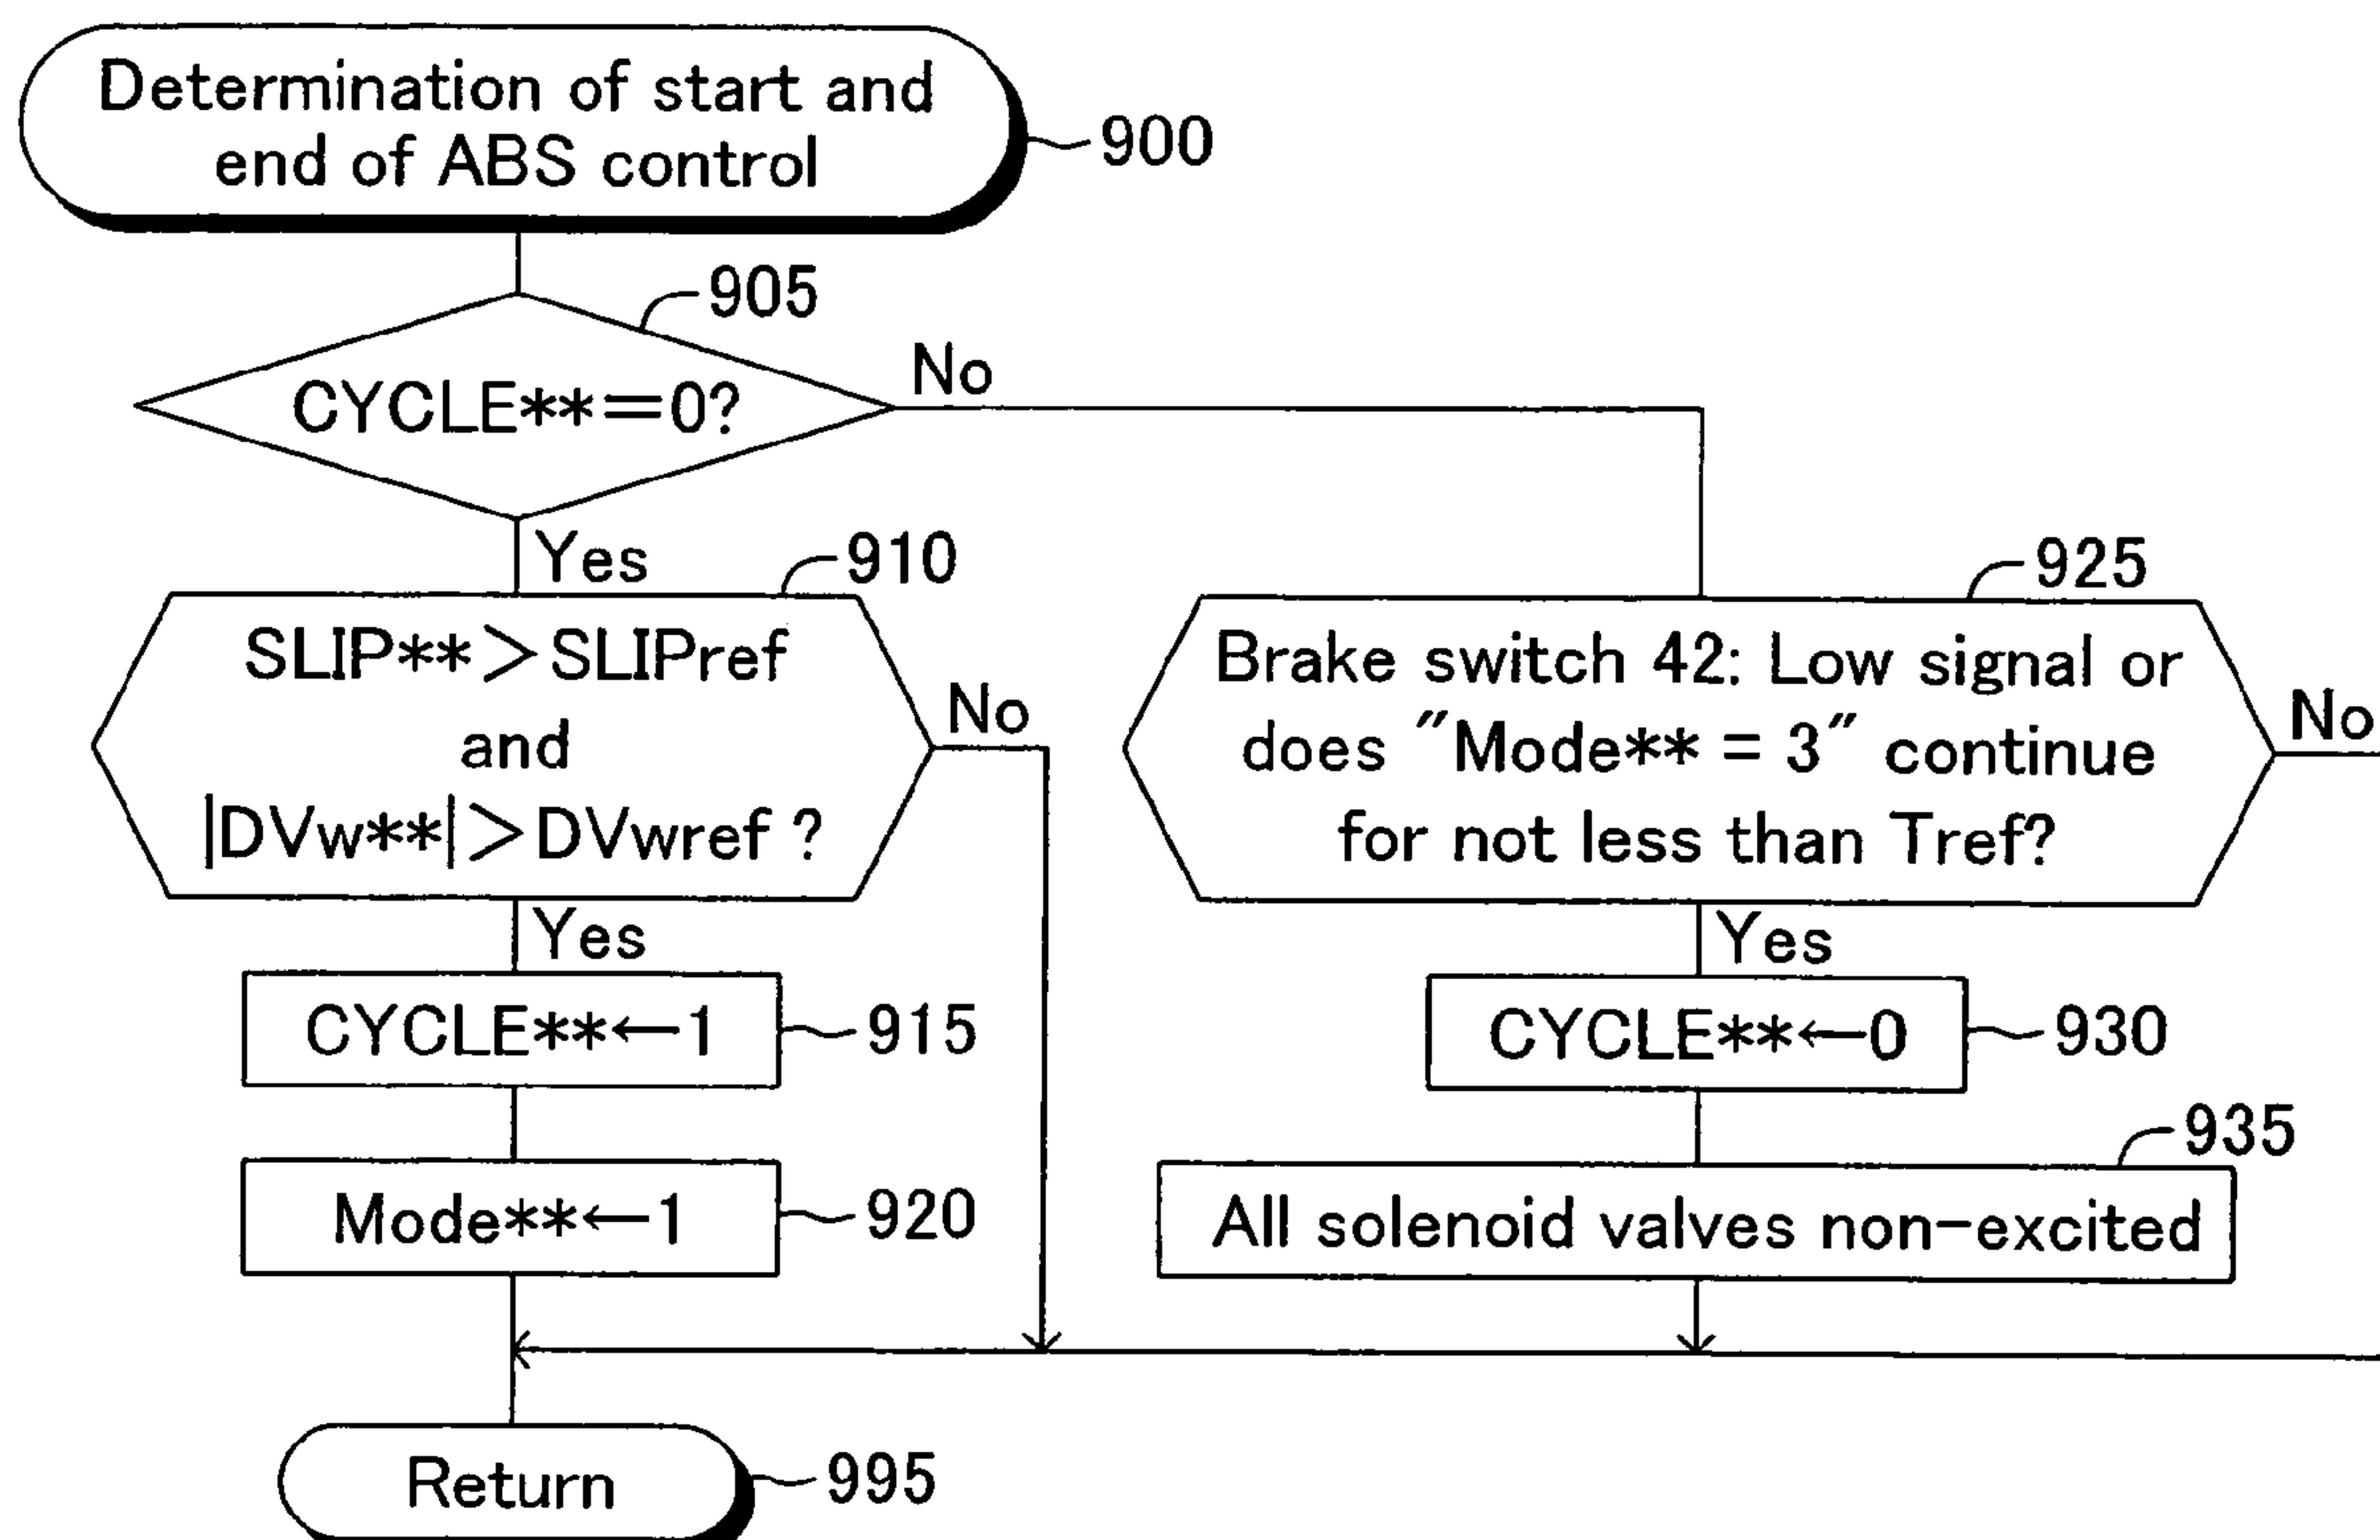 Determination of start and
end of ABS control
900
905
CYCLE**=0?
No
Yes
910
SLIP**>SLIPref
and
|DVw**|>DVwref ?
No
Yes
CYCLE**←1
915
Mode**←1
920
925
Brake switch 42: Low signal or
does "Mode** = 3" continue
for not less than Tref?
No
Yes
CYCLE**←0
930
935
All solenoid valves non-excited
Return
995